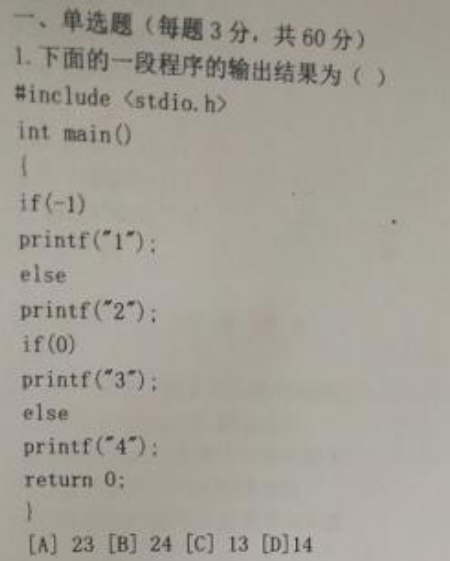 一、单选题（每题3分，共60分）
1.下面的一段程序的输出结果为（ ）
#include <stdio.h>
int main()
{
if(-1)
printf("1");
else
printf("2");
if(0)
printf("3");
else
printf("4");
return 0;
}
[A] 23 [B] 24 [C] 13 [D]14